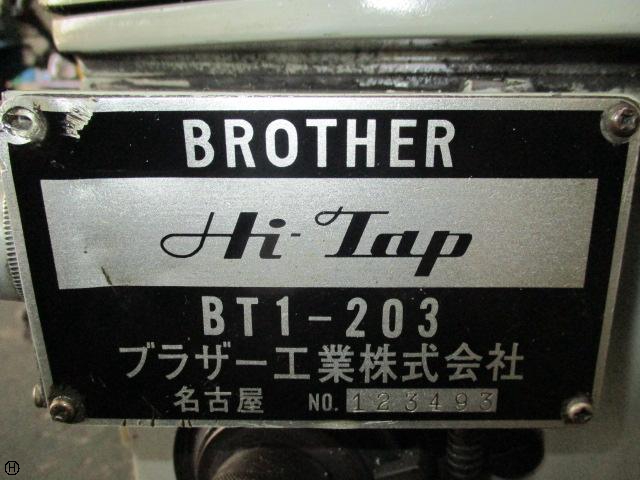 BROTHER
Hi-Tap
BT1-203
ブラザー工業株式会社
名古屋 NO. 123493
H